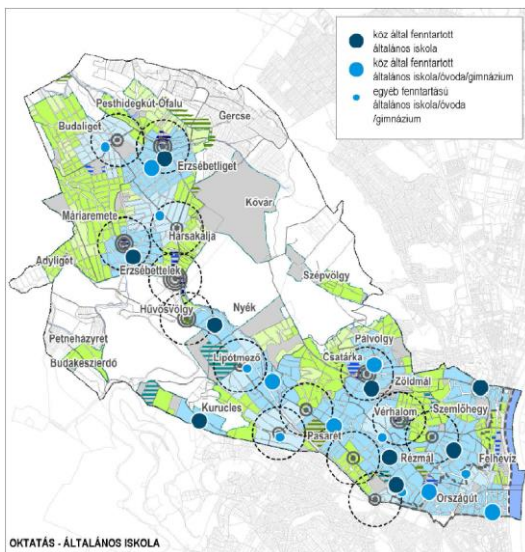 köz által fenntartott
általános iskola
köz által fenntartott
általános iskola/óvoda/gimnázium
egyéb fenntartású
általános iskola/óvoda
/gimnázium
Pesthidegkút-Ófalu
Gercse
Budaliget
Erzsébetliget
Kővár
Máriaremete
Hársakalja
Adyliget
Erzsébettelek
Szépvölgy
Hűvösvölgy
Nyék
Petneházyrét
Pálvölgy
Budakeszierdő
Lipótmező
Csatárka
Zöldmál
Kurucles
Vérhalom
Szemlőhegy
Pasarét
Rézmál
Felhévíz
Országút
OKTATÁS - ÁLTALÁNOS ISKOLA